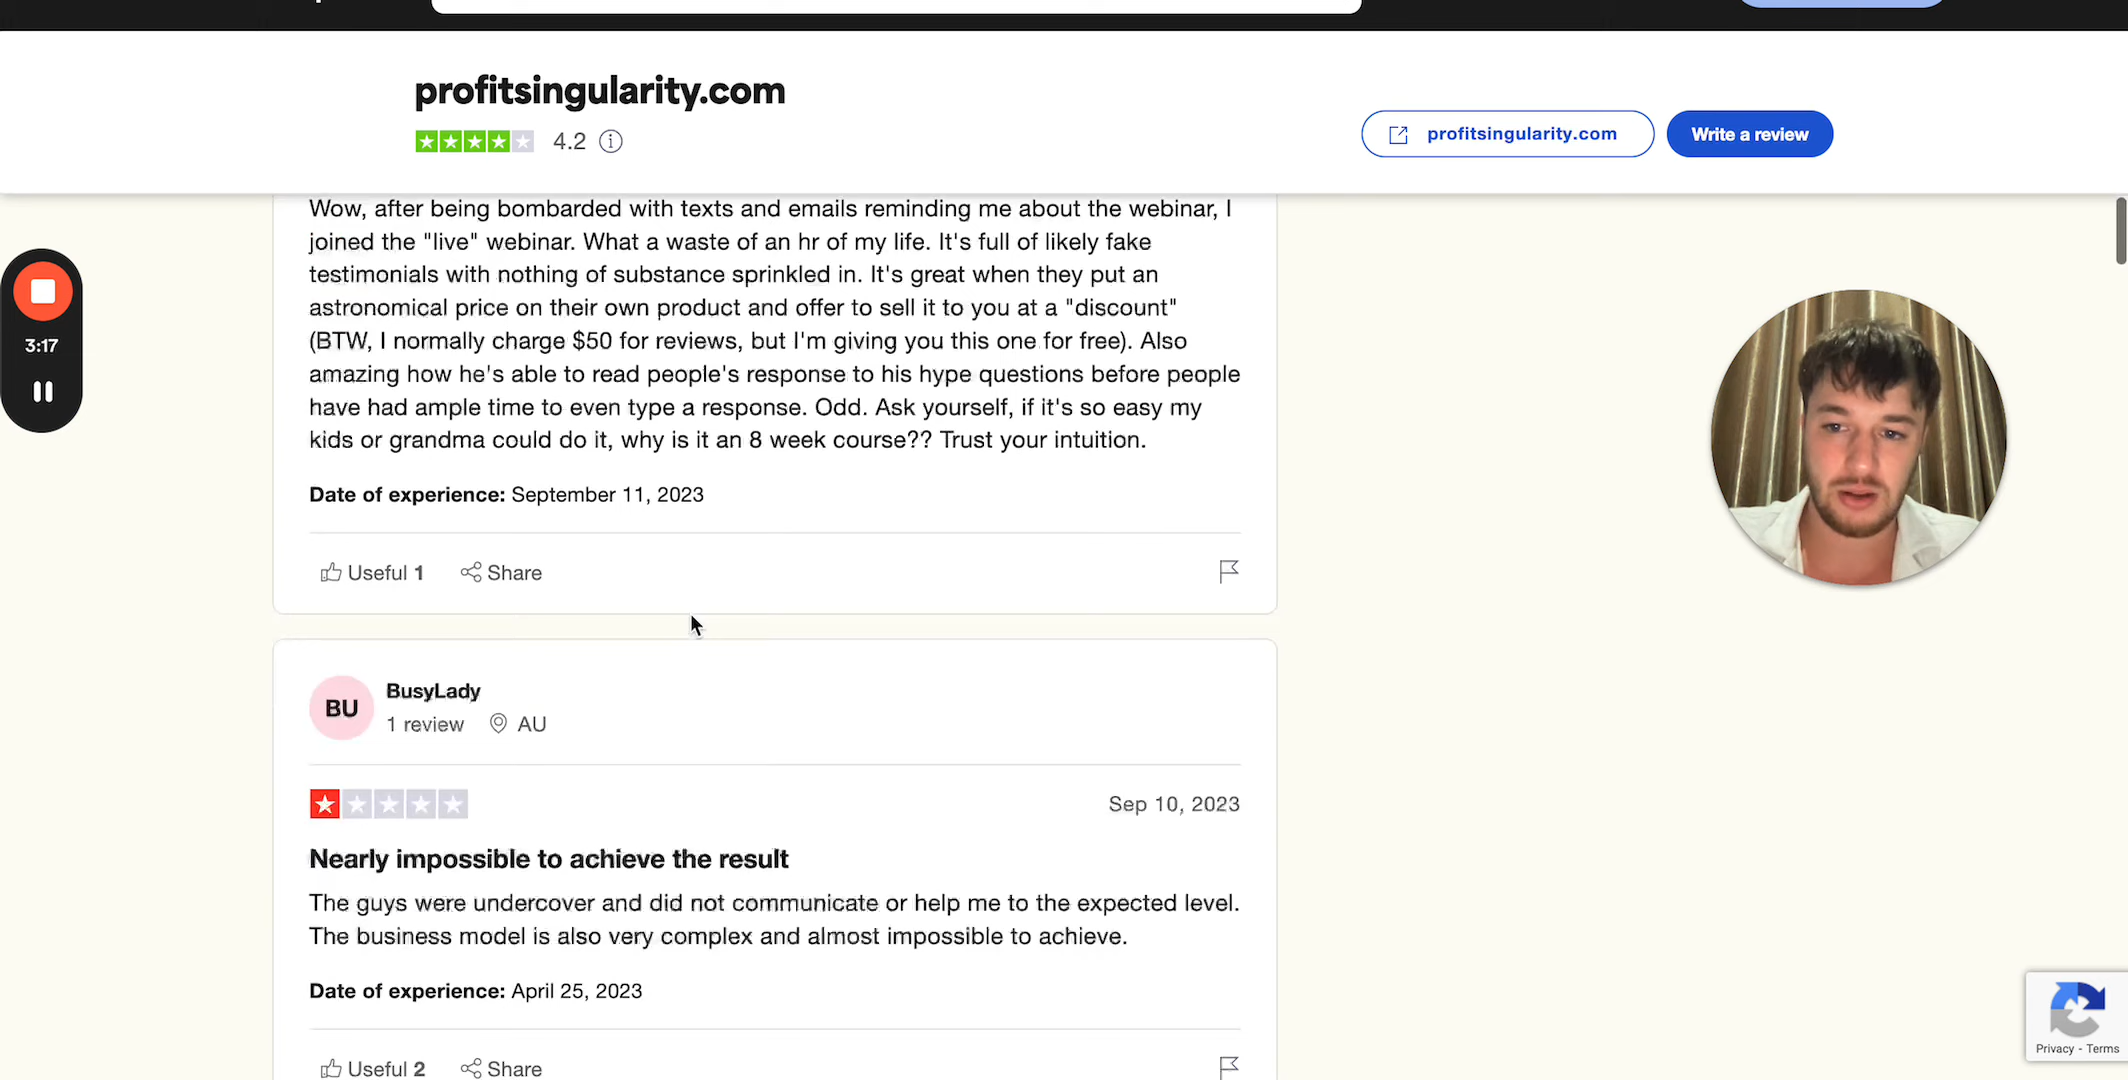 profitsingularity.com
4.2
profitsingularity.com
Write a review
Wow, after being bombarded with texts and emails reminding me about the webinar, I
joined the "live" webinar. What a waste of an hr of my life. It's full of likely fake
testimonials with nothing of substance sprinkled in. It's great when they put an
astronomical price on their own product and offer to sell it to you at a "discount"
(BTW, I normally charge $50 for reviews, but I'm giving you this one for free). Also
amazing how he's able to read people's response to his hype questions before people
have had ample time to even type a response. Odd. Ask yourself, if it's so easy my
kids or grandma could do it, why is it an 8 week course?? Trust your intuition.
Date of experience: September 11, 2023
Useful 1 Share
3:17
BU
BusyLady
1 review AU
Sep 10, 2023
Nearly impossible to achieve the result
The guys were undercover and did not communicate or help me to the expected level.
The business model is also very complex and almost impossible to achieve.
Date of experience: April 25, 2023
Useful 2 Share
Privacy - Terms